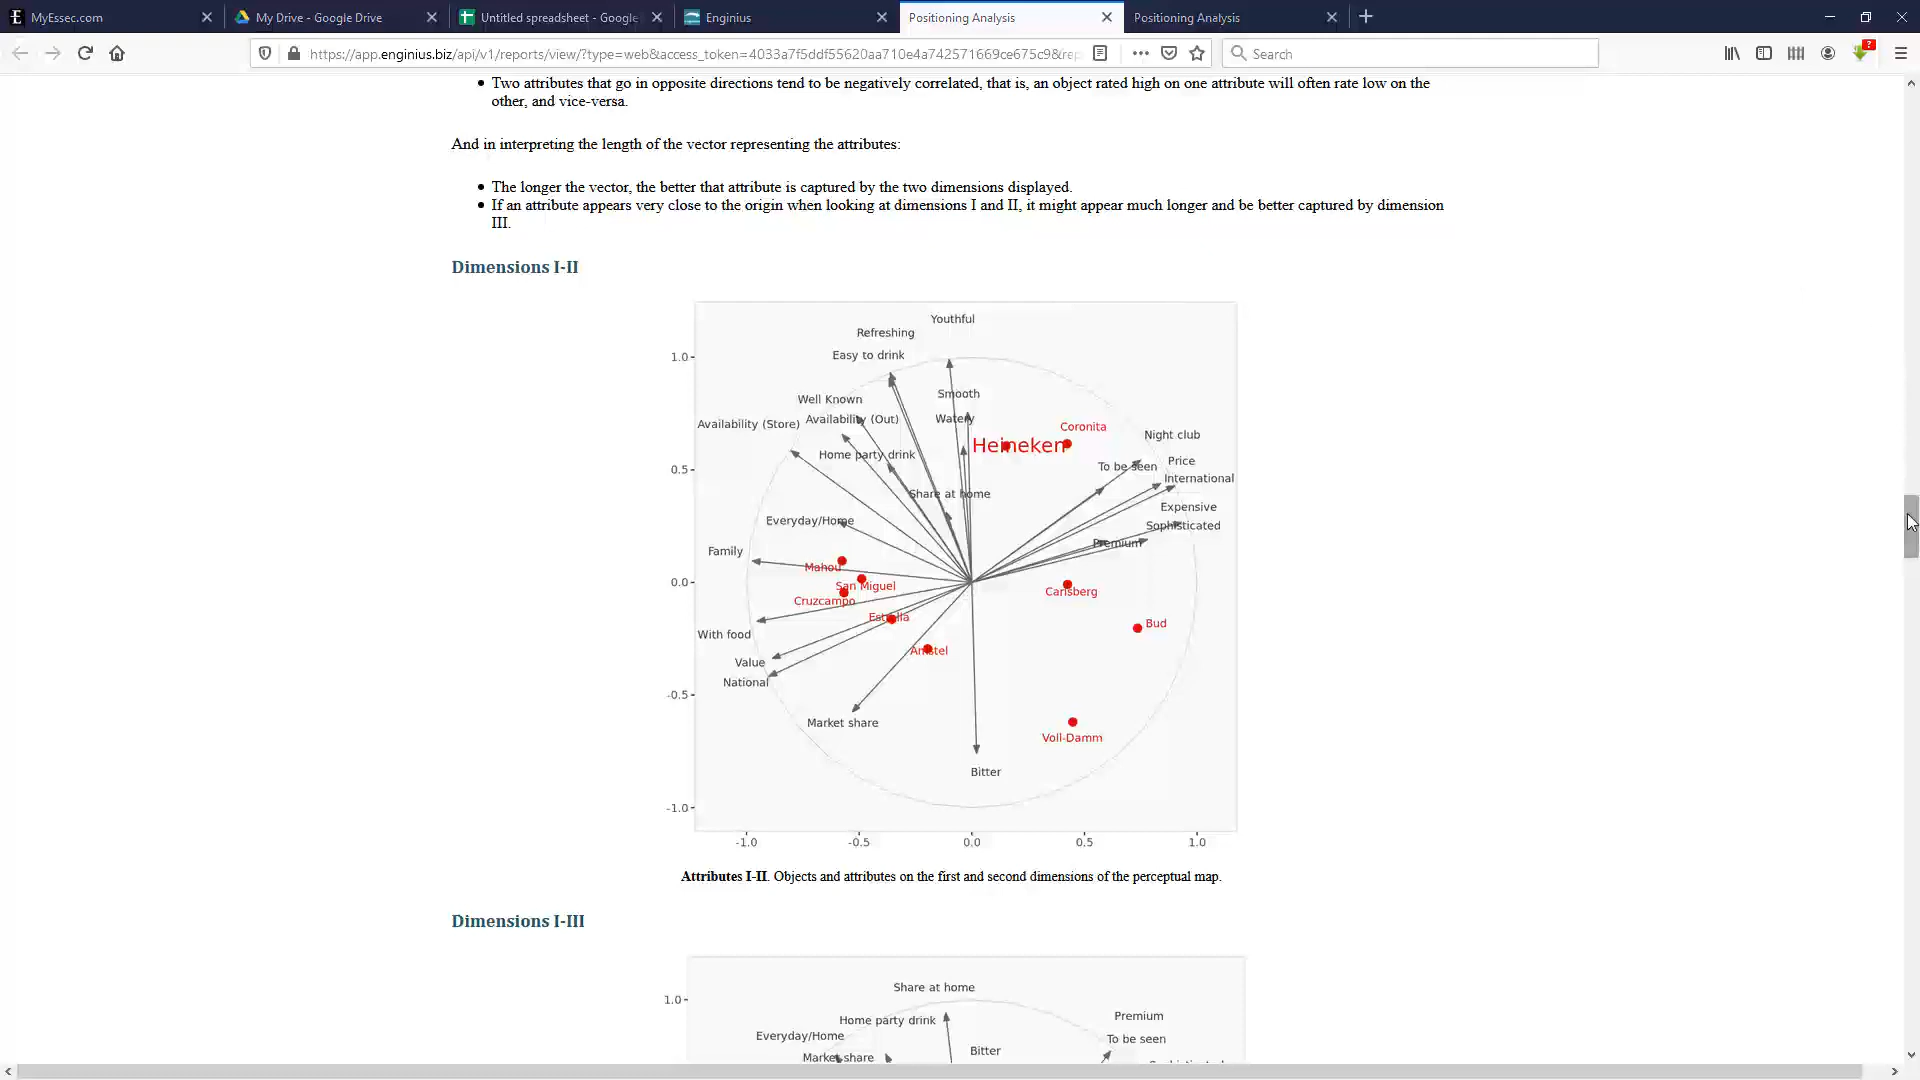 MyEssec.com
My Drive - Google Drive
Untitled spreadsheet - Google
Enginius
Positioning Analysis
Positioning Analysis
https://app.enginius.biz/api/v1/reports/view/?type=web&access_token=4033a7f5ddf55620aa710e4a742571669ce675c9&rep
Search
• Two attributes that go in opposite directions tend to be negatively correlated, that is, an object rated high on one attribute will often rate low on the
other, and vice-versa.
And in interpreting the length of the vector representing the attributes:
• The longer the vector, the better that attribute is captured by the two dimensions displayed.
• If an attribute appears very close to the origin when looking at dimensions I and II, it might appear much longer and be better captured by dimension
III.
Dimensions I-II
Youthful
Refreshing
Easy to drink
1.0
Smooth
Well Known
Availability (Store)
Availability (Out)
Watery
Coronita
Heineken
Night club
Home party drink
To be seen
Price
0.5
International
Share at home
Expensive
Everyday/Home
Sophisticated
Premium
Family
Mahou
0.0
San Miguel
Carlsberg
Cruzcampo
Estrella
Bud
With food
Amstel
Value
National
-0.5
Market share
Voll-Damm
Bitter
-1.0
-1.0
-0.5
0.0
0.5
1.0
Attributes I-II. Objects and attributes on the first and second dimensions of the perceptual map.
Dimensions I-III
Share at home
1.0
Home party drink
Premium
Everyday/Home
To be seen
Market share
Bitter